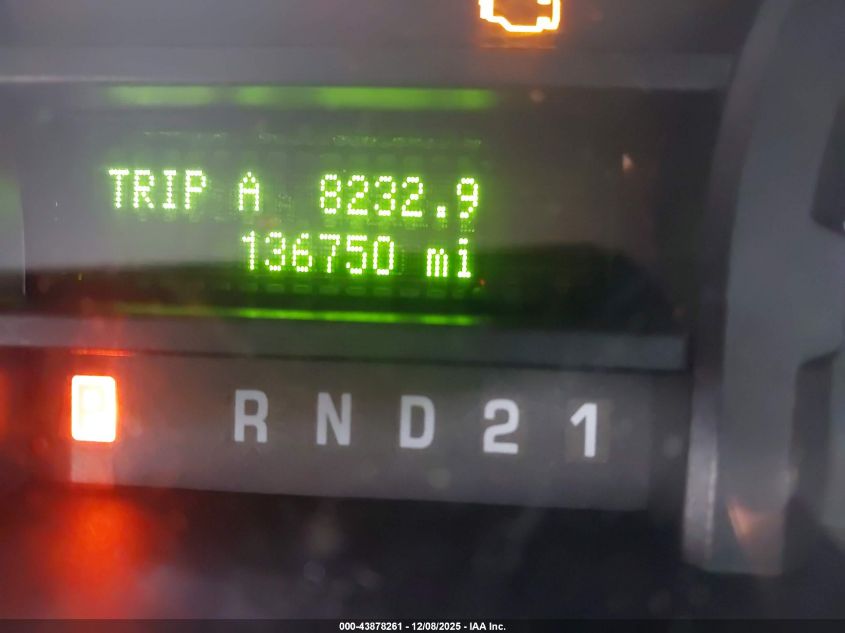 TRIP A 8232.9
136750 mi
P R N D 2 1
000-43878261 - 12/08/2025 - IAA Inc.